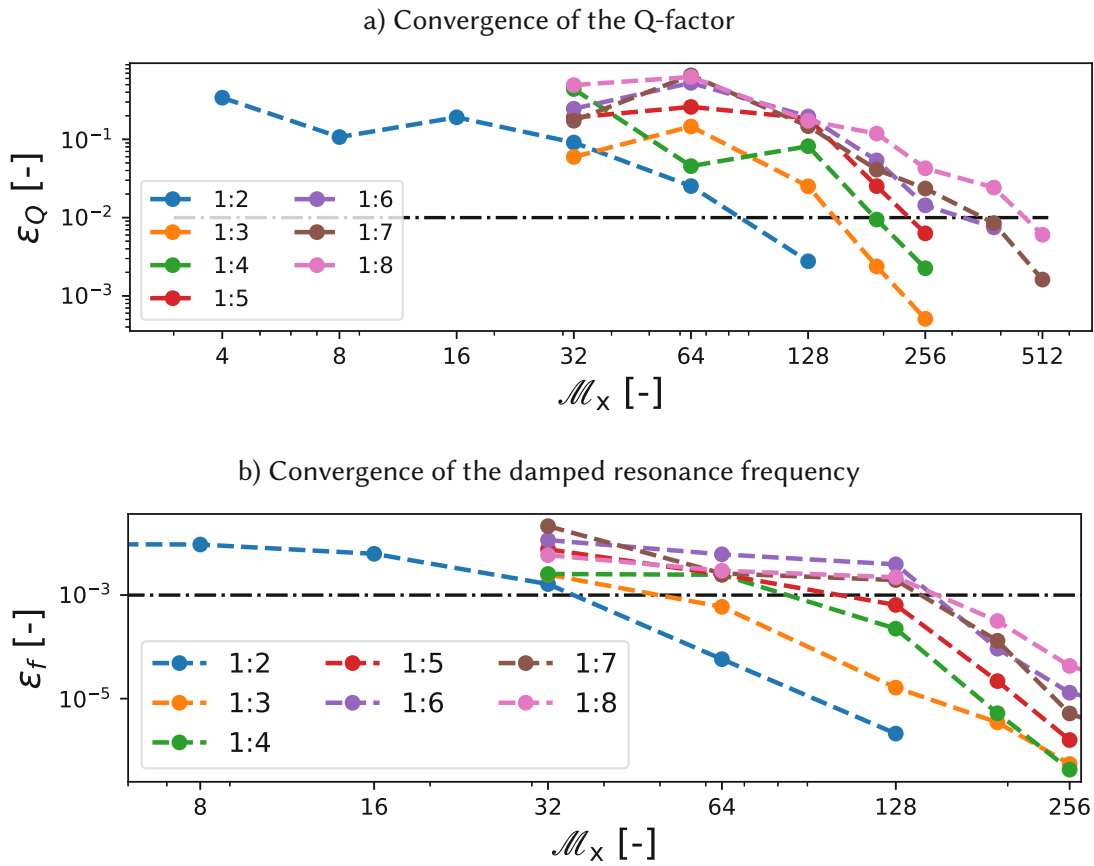 a) Convergence of the Q-factor
10⁻¹
10⁻²
10⁻³
ε_Q [-]
1:2
1:3
1:4
1:5
1:6
1:7
1:8
4 8 16 32 64 128 256 512
ℳ_x [-]
b) Convergence of the damped resonance frequency
10⁻³
10⁻⁵
ε_f [-]
1:2
1:3
1:4
1:5
1:6
1:7
1:8
8 16 32 64 128 256
ℳ_x [-]